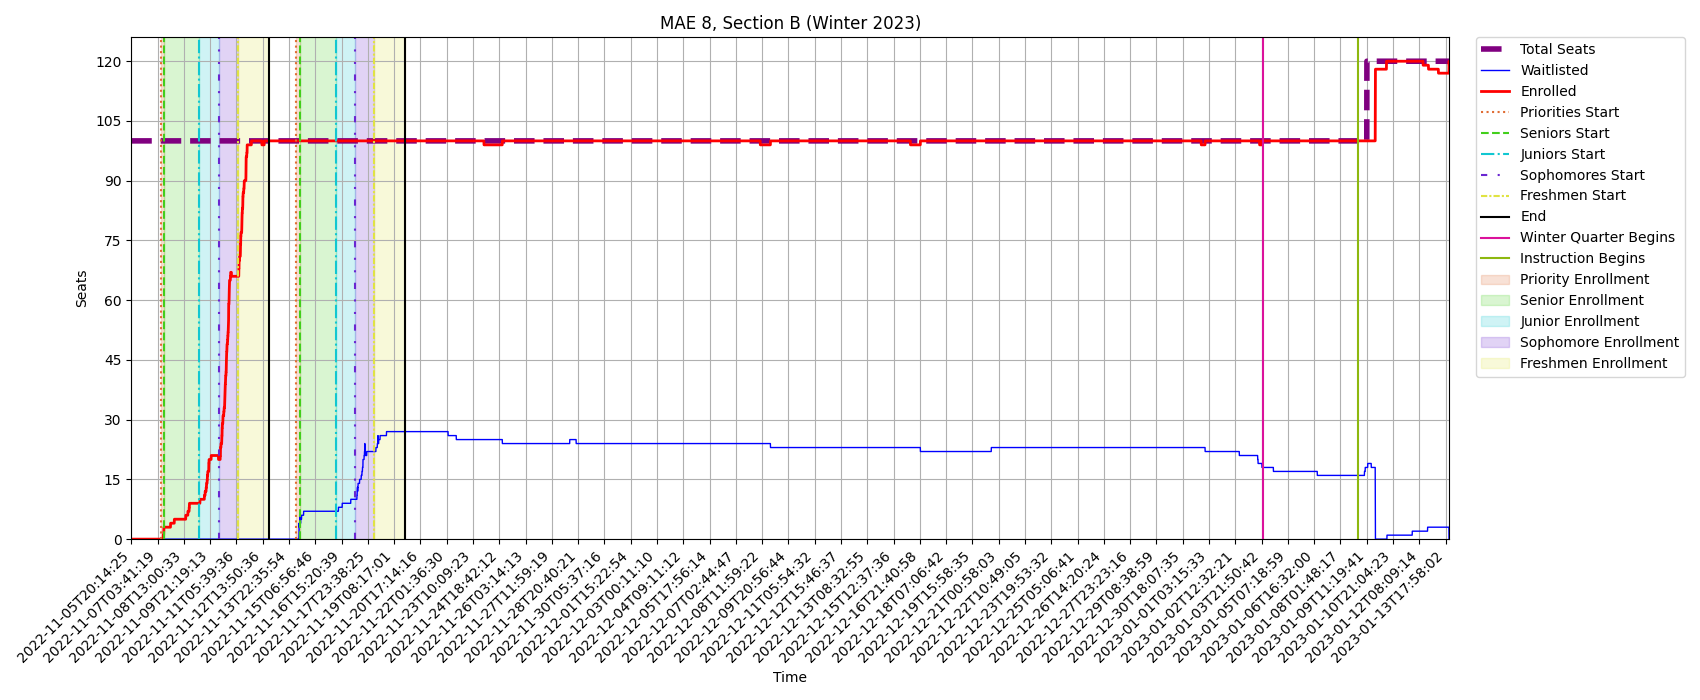 MAE 8, Section B (Winter 2023)
Seats
120
105
90
75
60
45
30
15
0
2022-11-05T20:14:25
2022-11-07T03:41:19
2022-11-08T13:00:33
2022-11-09T21:19:13
2022-11-11T05:39:36
2022-11-12T13:50:36
2022-11-13T22:35:54
2022-11-15T06:56:46
2022-11-16T15:20:39
2022-11-17T23:38:25
2022-11-19T08:17:01
2022-11-20T17:14:16
2022-11-22T01:36:30
2022-11-23T10:09:23
2022-11-24T18:42:12
2022-11-26T03:14:13
2022-11-27T11:59:19
2022-11-28T20:40:21
2022-11-30T05:37:16
2022-12-01T15:22:54
2022-12-03T00:11:10
2022-12-04T09:11:12
2022-12-05T17:56:14
2022-12-07T02:44:47
2022-12-08T11:59:22
2022-12-09T20:56:44
2022-12-11T05:54:32
2022-12-12T15:46:37
2022-12-13T08:32:55
2022-12-15T12:37:36
2022-12-16T21:40:58
2022-12-18T07:06:42
2022-12-19T15:58:35
2022-12-21T00:58:03
2022-12-22T10:49:05
2022-12-23T19:53:32
2022-12-25T05:06:41
2022-12-26T14:20:24
2022-12-27T23:23:16
2022-12-29T08:38:59
2022-12-30T18:07:35
2023-01-01T03:15:33
2023-01-02T12:32:21
2023-01-03T21:50:42
2023-01-05T07:18:59
2023-01-06T16:32:00
2023-01-08T01:48:17
2023-01-09T11:19:41
2023-01-10T21:04:23
2023-01-12T08:09:14
2023-01-13T17:58:02
Time
Total Seats
Waitlisted
Enrolled
Priorities Start
Seniors Start
Juniors Start
Sophomores Start
Freshmen Start
End
Winter Quarter Begins
Instruction Begins
Priority Enrollment
Senior Enrollment
Junior Enrollment
Sophomore Enrollment
Freshmen Enrollment